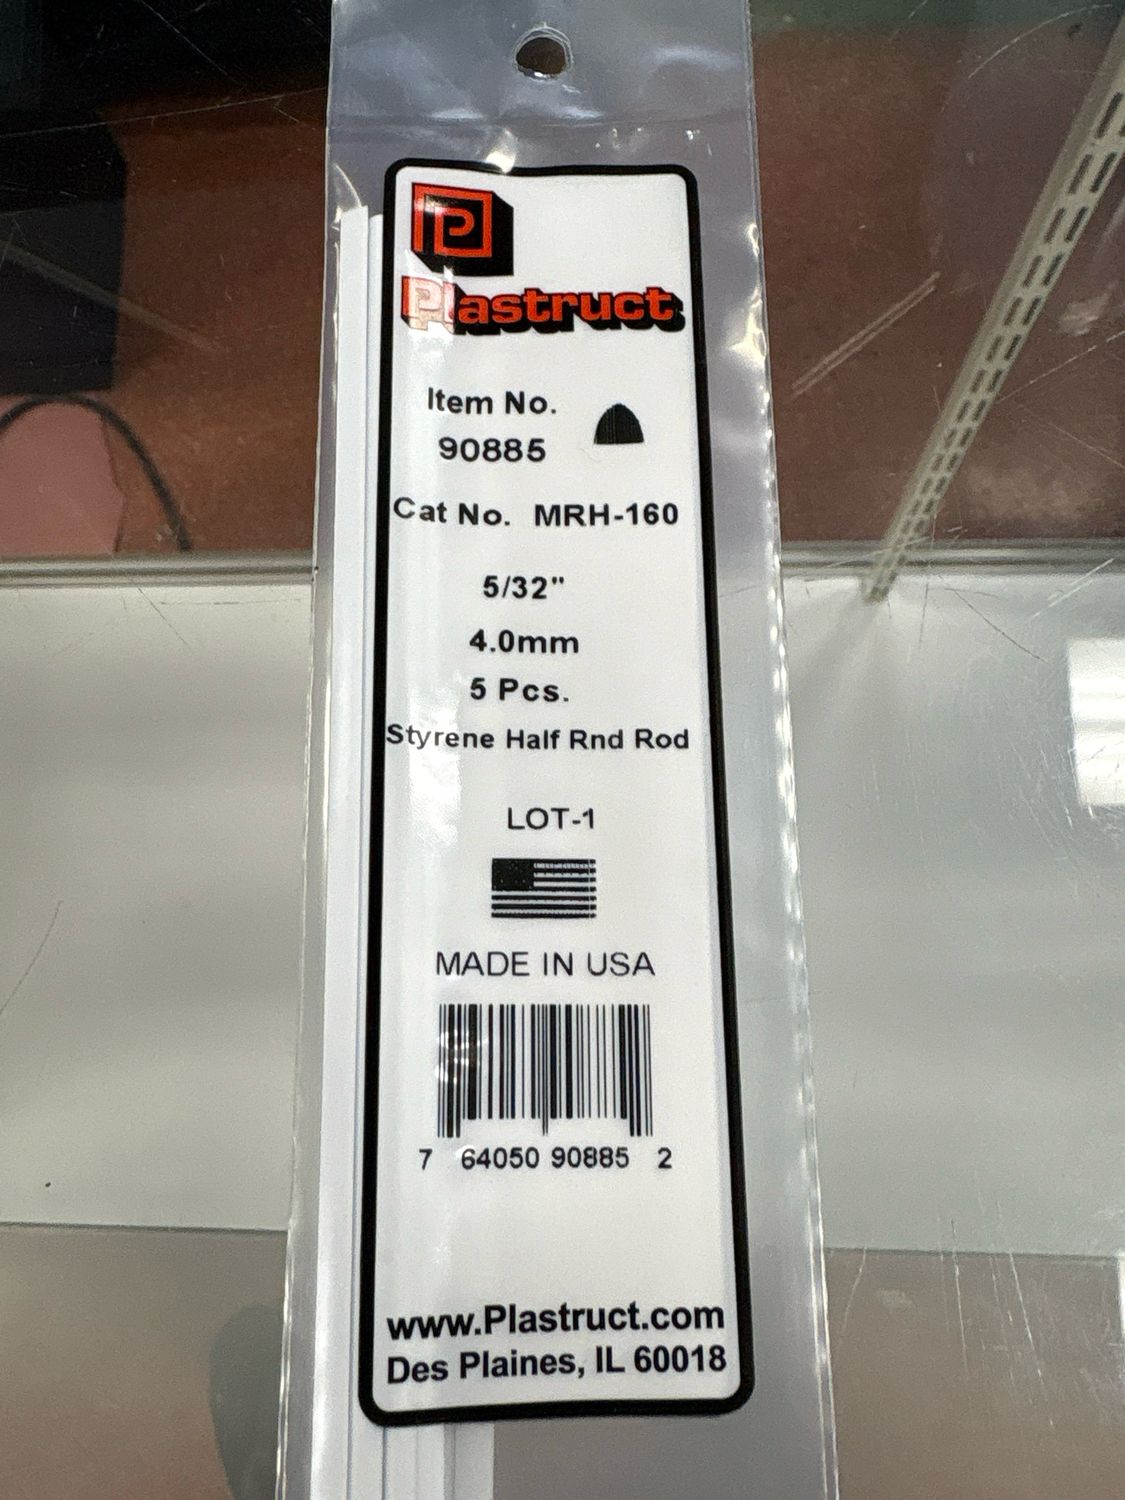 P
Plastruct
Item No.
90885
Cat No. MRH-160
5/32"
4.0mm
5 Pcs.
Styrene Half Rnd Rod
LOT-1
MADE IN USA
7 64050 90885 2
www.Plastruct.com
Des Plaines, IL 60018